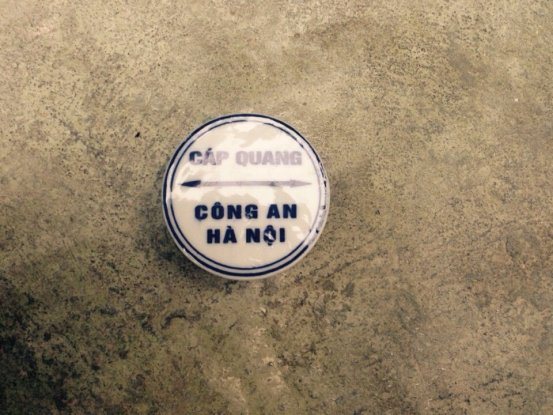 CÁP QUANG
CÔNG AN
HÀ NỘI